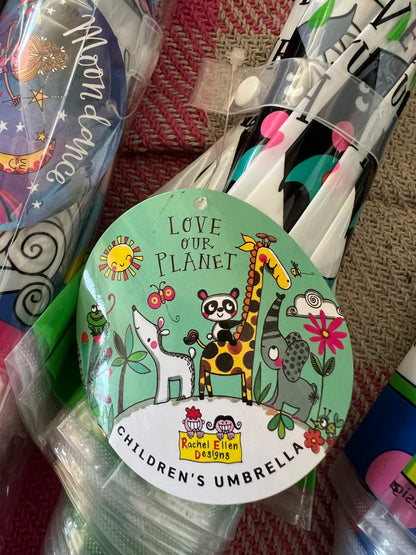 Moondance
LOVE
OUR
PLANET
Rachel Ellen
Designs
CHILDREN'S UMBRELLA